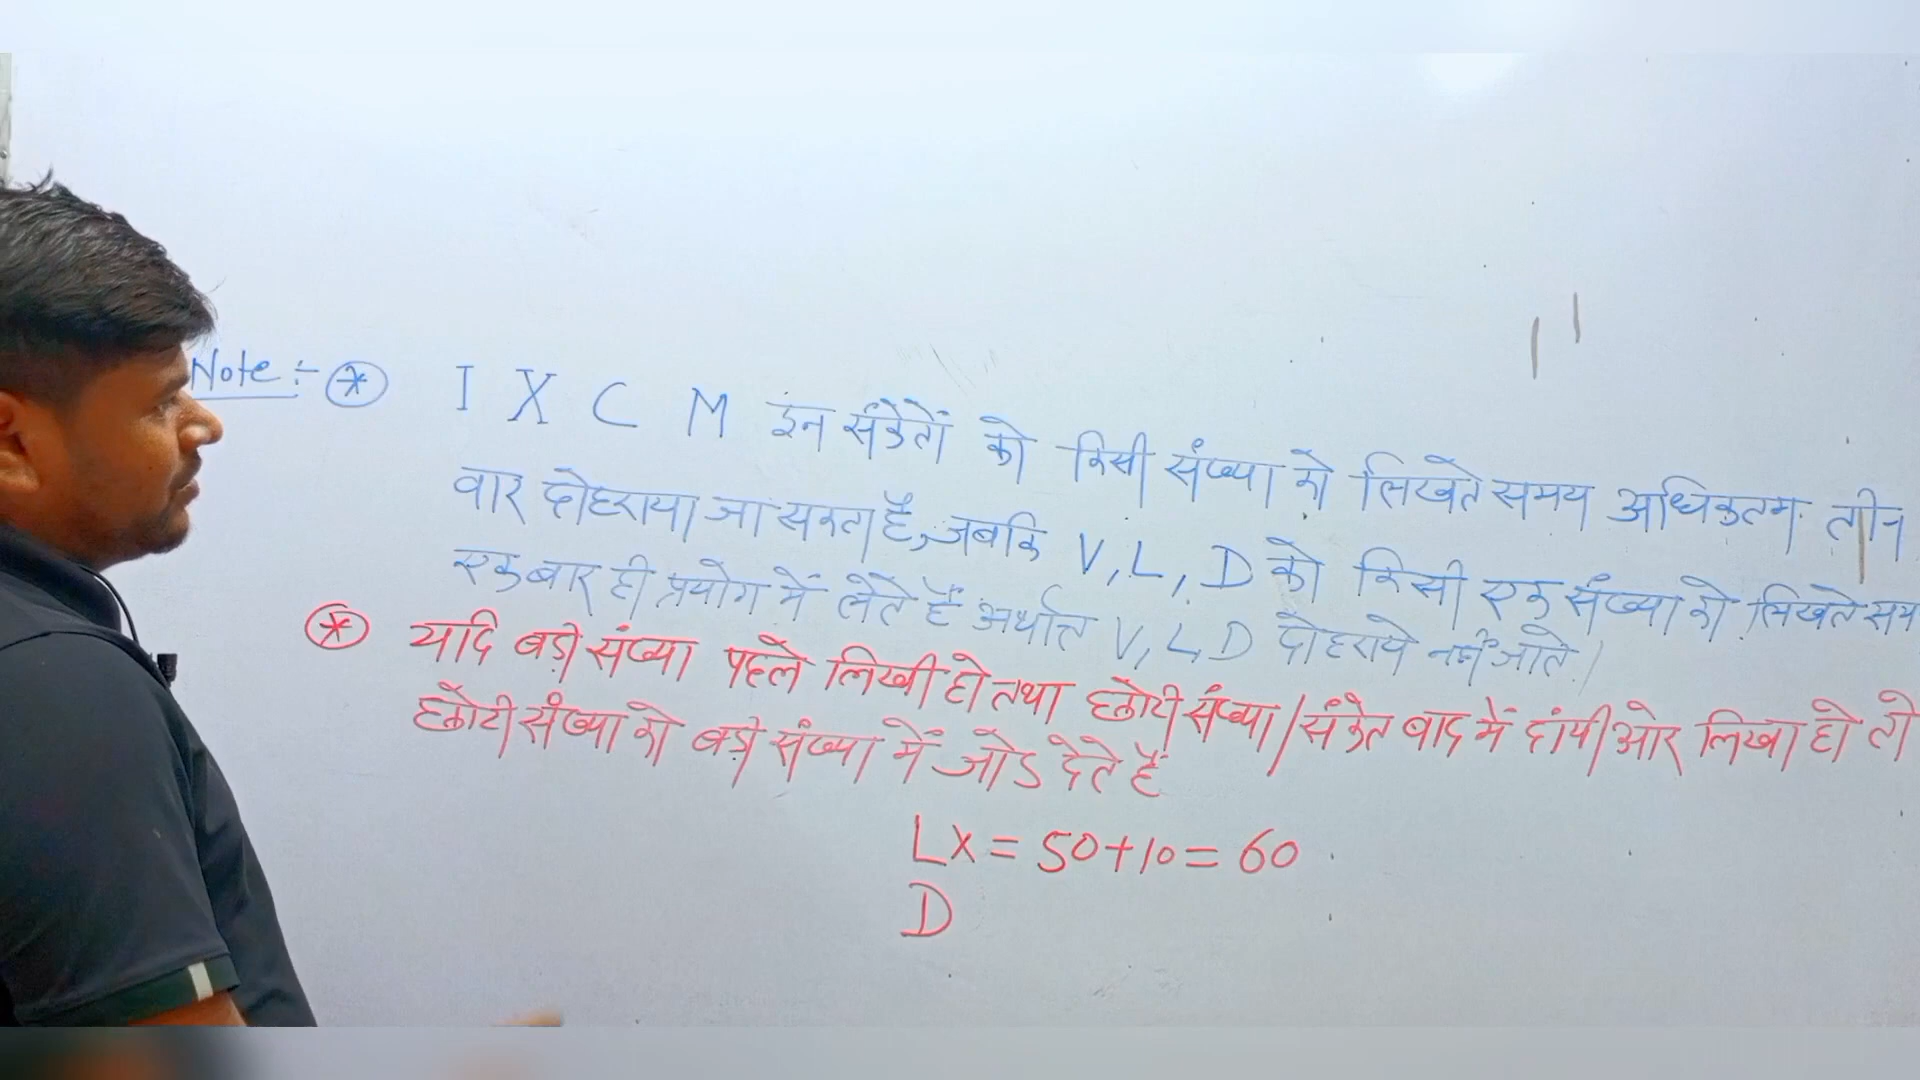 Note :- * I X C M इन संकेतों को किसी संख्या को लिखते समय अधिकतम तीन
वार दोहराया जा सकता है, जबकि V, L, D को किसी एक संख्या को लिखते सम
एक बार ही प्रयोग में लेते हैं अर्थात V, L, D दोहराये नहीं जाते।
* यदि बड़ी संख्या पहले लिखी हो तथा छोटी संख्या/संकेत बाद में दांयी ओर लिखा हो तो
छोटी संख्या को बड़ी संख्या में जोड देते हैं
LX = 50+10 = 60
D